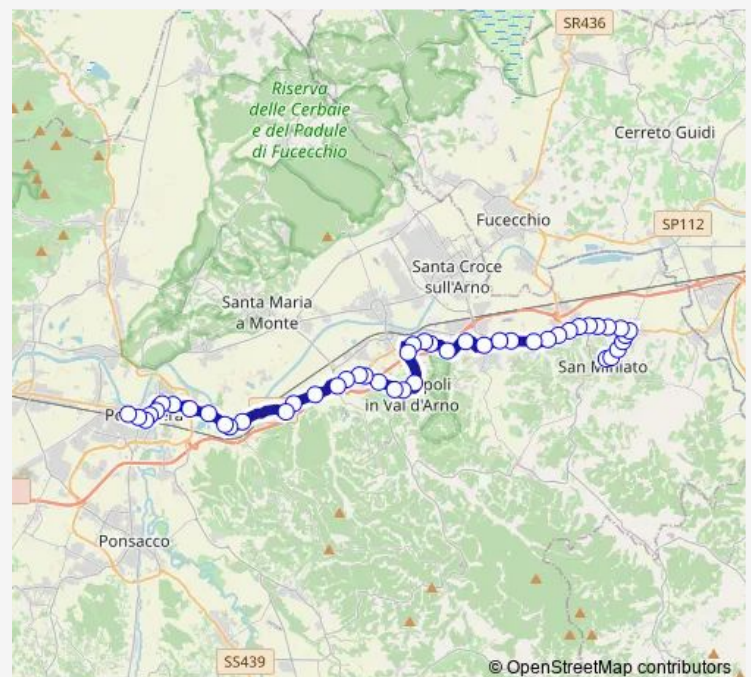 SR436
Riserva
delle Cerbaie
e del Padule
di Fucecchio
Cerreto Guidi
Fucecchio
SP112
Santa Croce
sull'Arno
Santa Maria
a Monte
San Miniato
in Val d'Arno
Ponsacco
SS439
© OpenStreetMap contributors